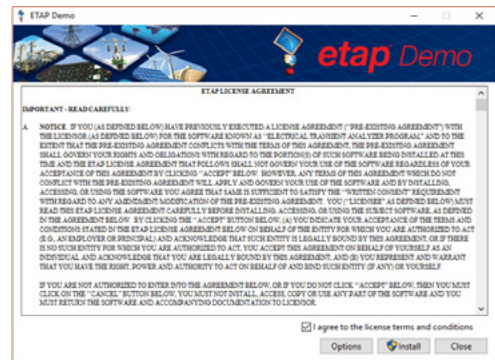 ETAP Demo
etap Demo
ETAP LICENSE AGREEMENT
IMPORTANT - READ CAREFULLY:
A. NOTICE. IF YOU (AS DEFINED BELOW) HAVE PREVIOUSLY EXECUTED A LICENSE AGREEMENT ("PRE-EXISTING AGREEMENT") WITH
THE LICENSOR (AS DEFINED BELOW) FOR THE SOFTWARE KNOWN AS "ELECTRICAL TRANSIENT ANALYZER PROGRAM," AND TO THE
EXTENT THAT THE PRE-EXISTING AGREEMENT CONFLICTS WITH THE TERMS OF THIS AGREEMENT, THE PRE-EXISTING AGREEMENT
SHALL GOVERN YOUR RIGHTS AND OBLIGATIONS WITH REGARD TO THE PORTION(S) OF SUCH SOFTWARE BEING INSTALLED AT THIS
TIME AND THE ETAP LICENSE AGREEMENT THAT FOLLOWS SHALL NOT GOVERN YOUR USE OF THE SOFTWARE REGARDLESS OF YOUR
ACCEPTANCE OF THIS AGREEMENT BY CLICKING "ACCEPT" BELOW. HOWEVER, ANY TERMS OF THIS AGREEMENT WHICH DO NOT
CONFLICT WITH THE PRE-EXISTING AGREEMENT WILL APPLY AND GOVERN YOUR USE OF THE SOFTWARE AND BY INSTALLING,
ACCESSING, OR USING THE SOFTWARE YOU AGREE THAT SAME IS SUFFICIENT TO SATISFY THE "WRITTEN CONSENT" REQUIREMENT
WITH REGARD TO ANY AMENDMENT MODIFICATION OF THE PRE-EXISTING AGREEMENT. YOU ("LICENSEE" AS DEFINED BELOW) MUST
READ THIS ETAP LICENSE AGREEMENT CAREFULLY BEFORE INSTALLING, ACCESSING, OR USING THE SUBJECT SOFTWARE, AS DEFINED
IN THE AGREEMENT BELOW. BY CLICKING THE "ACCEPT" BUTTON BELOW, (A) YOU INDICATE YOUR ACCEPTANCE OF THE TERMS AND
CONDITIONS STATED IN THE ETAP LICENSE AGREEMENT BELOW ON BEHALF OF THE ENTITY FOR WHICH YOU ARE AUTHORIZED TO ACT
(E.G., AN EMPLOYER OR PRINCIPAL) AND ACKNOWLEDGE THAT SUCH ENTITY IS LEGALLY BOUND BY THIS AGREEMENT, OR IF THERE
IS NO SUCH ENTITY FOR WHICH YOU ARE AUTHORIZED TO ACT, YOU ACCEPT THIS AGREEMENT ON BEHALF OF YOURSELF AS AN
INDIVIDUAL AND ACKNOWLEDGE THAT YOU ARE LEGALLY BOUND BY THIS AGREEMENT, AND (B) YOU REPRESENT AND WARRANT
THAT YOU HAVE THE RIGHT, POWER AND AUTHORITY TO ACT ON BEHALF OF AND BIND SUCH ENTITY (IF ANY) OR YOURSELF.
IF YOU ARE NOT AUTHORIZED TO ENTER INTO THE AGREEMENT BELOW, OR IF YOU DO NOT CLICK "ACCEPT" BELOW, THEN YOU MUST
CLICK ON THE "CANCEL" BUTTON BELOW, YOU MUST NOT INSTALL, ACCESS, COPY OR USE ANY PART OF THE SOFTWARE AND YOU
MUST RETURN THE SOFTWARE AND ACCOMPANYING DOCUMENTATION TO LICENSOR.
I agree to the license terms and conditions
Options Install Close